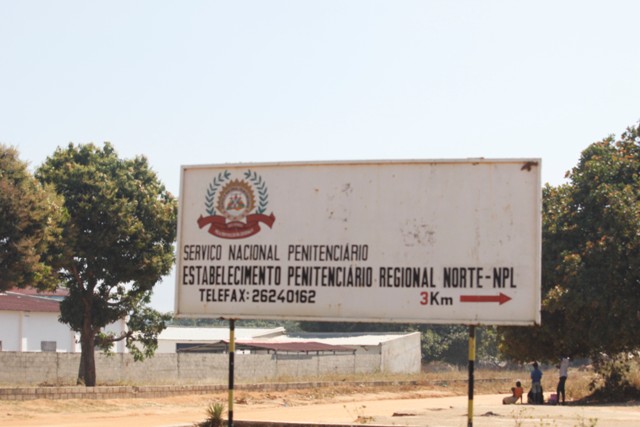 SERVICO NACIONAL PENITENCIÁRIO
ESTABELECIMENTO PENITENCIÁRIO REGIONAL NORTE-NPL
TELEFAX: 26240162
3Km